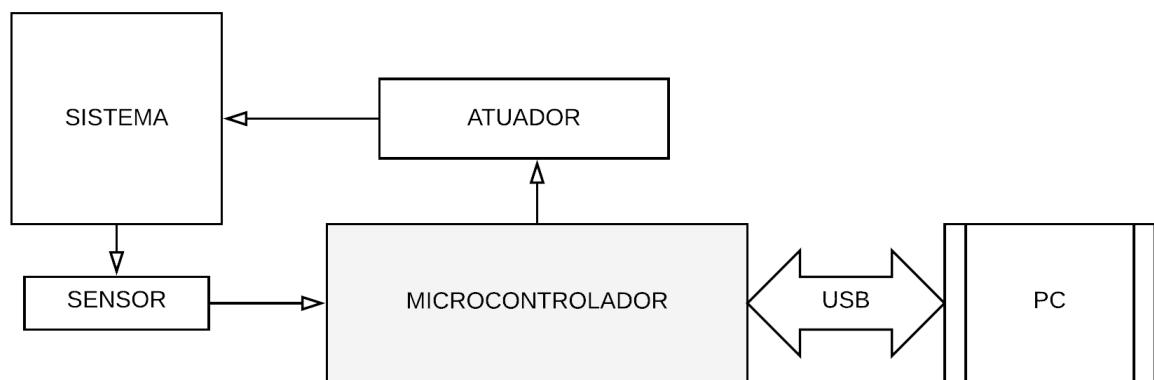 SISTEMA
ATUADOR
SENSOR
MICROCONTROLADOR
USB
PC